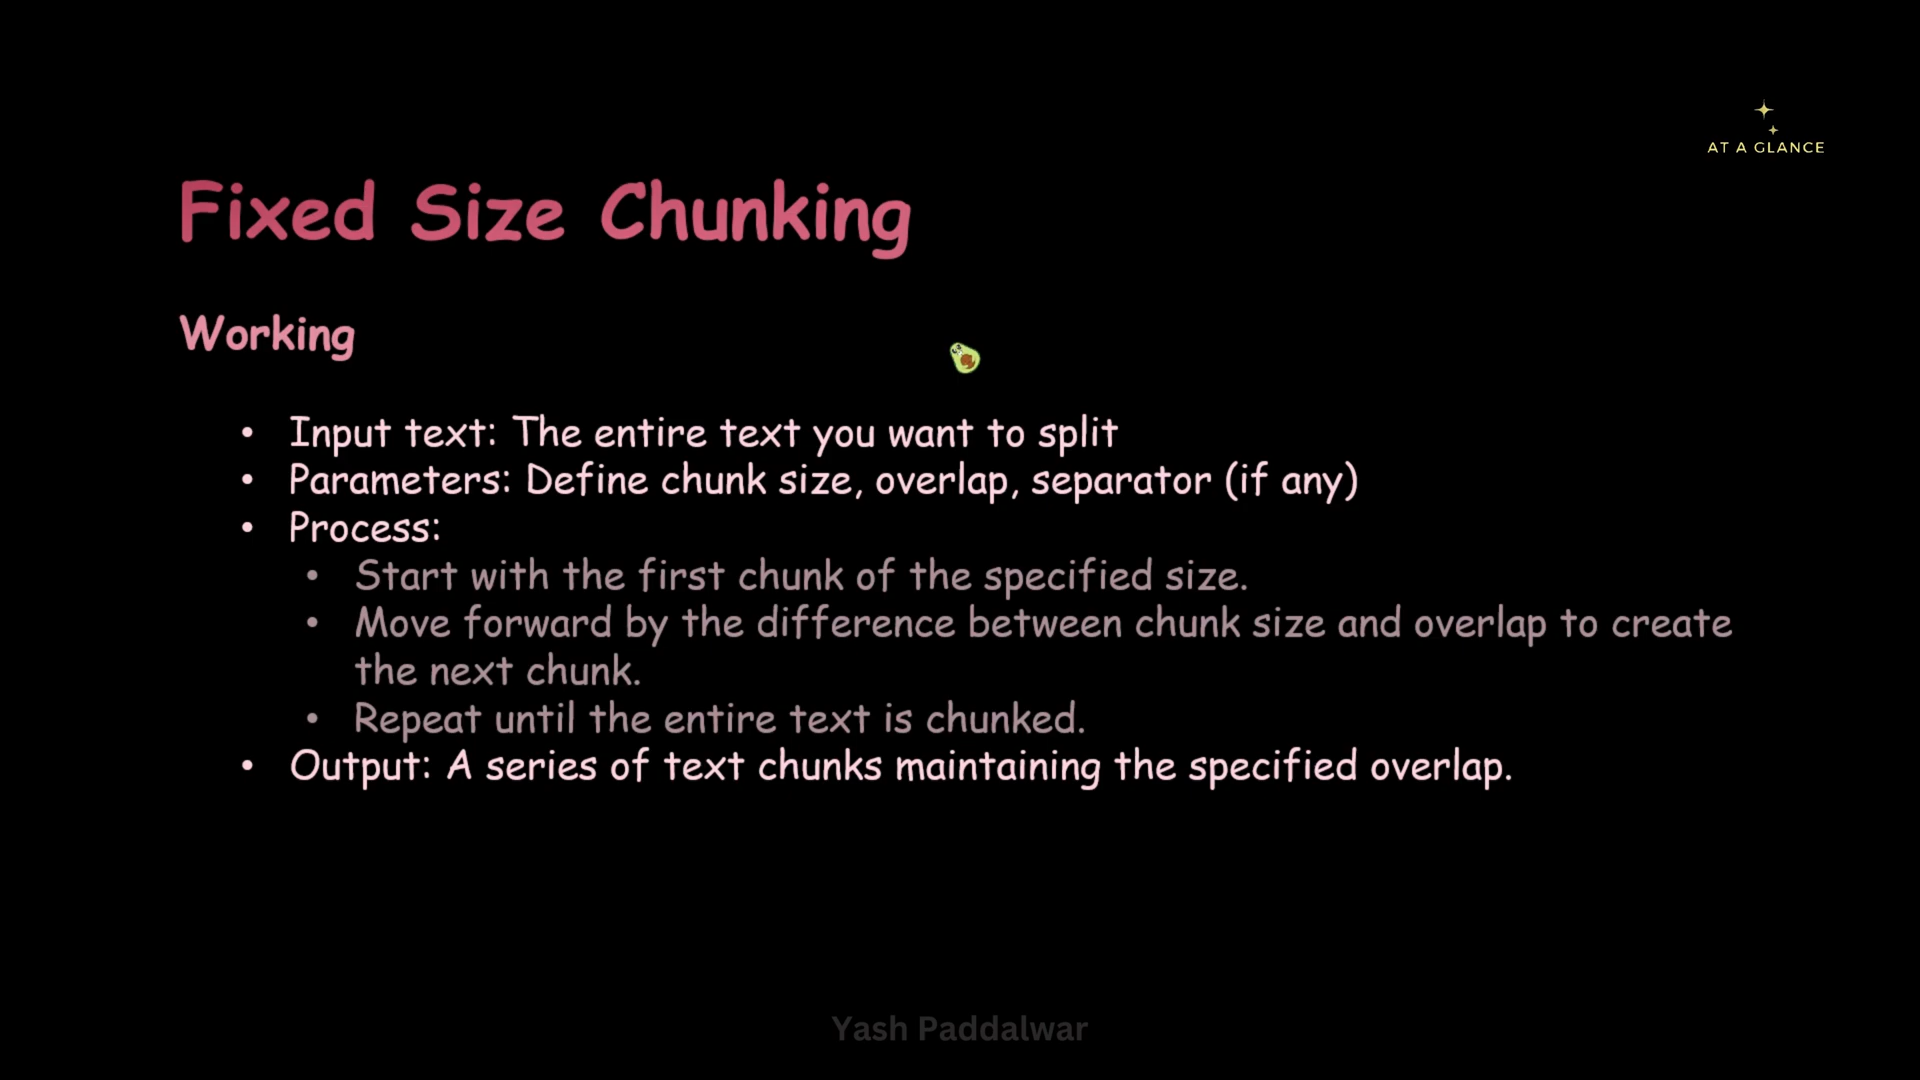 AT A GLANCE
Fixed Size Chunking
Working
• Input text: The entire text you want to split
• Parameters: Define chunk size, overlap, separator (if any)
• Process:
• Start with the first chunk of the specified size.
• Move forward by the difference between chunk size and overlap to create
the next chunk.
• Repeat until the entire text is chunked.
• Output: A series of text chunks maintaining the specified overlap.
Yash Paddalwar